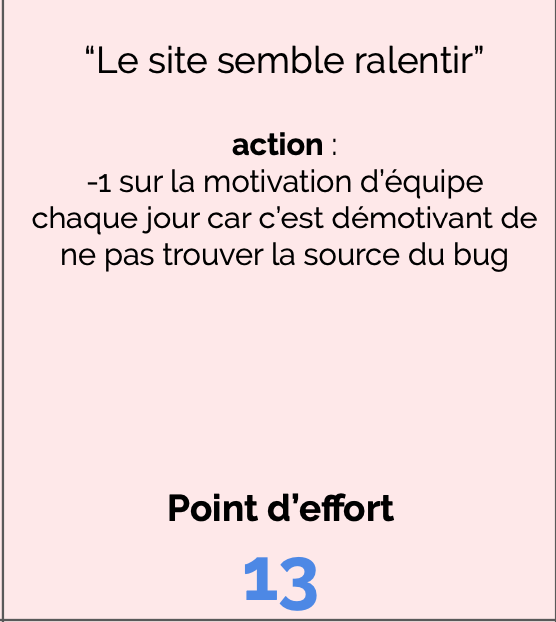 “Le site semble ralentir”
action :
-1 sur la motivation d’équipe
chaque jour car c’est démotivant de
ne pas trouver la source du bug
Point d’effort
13